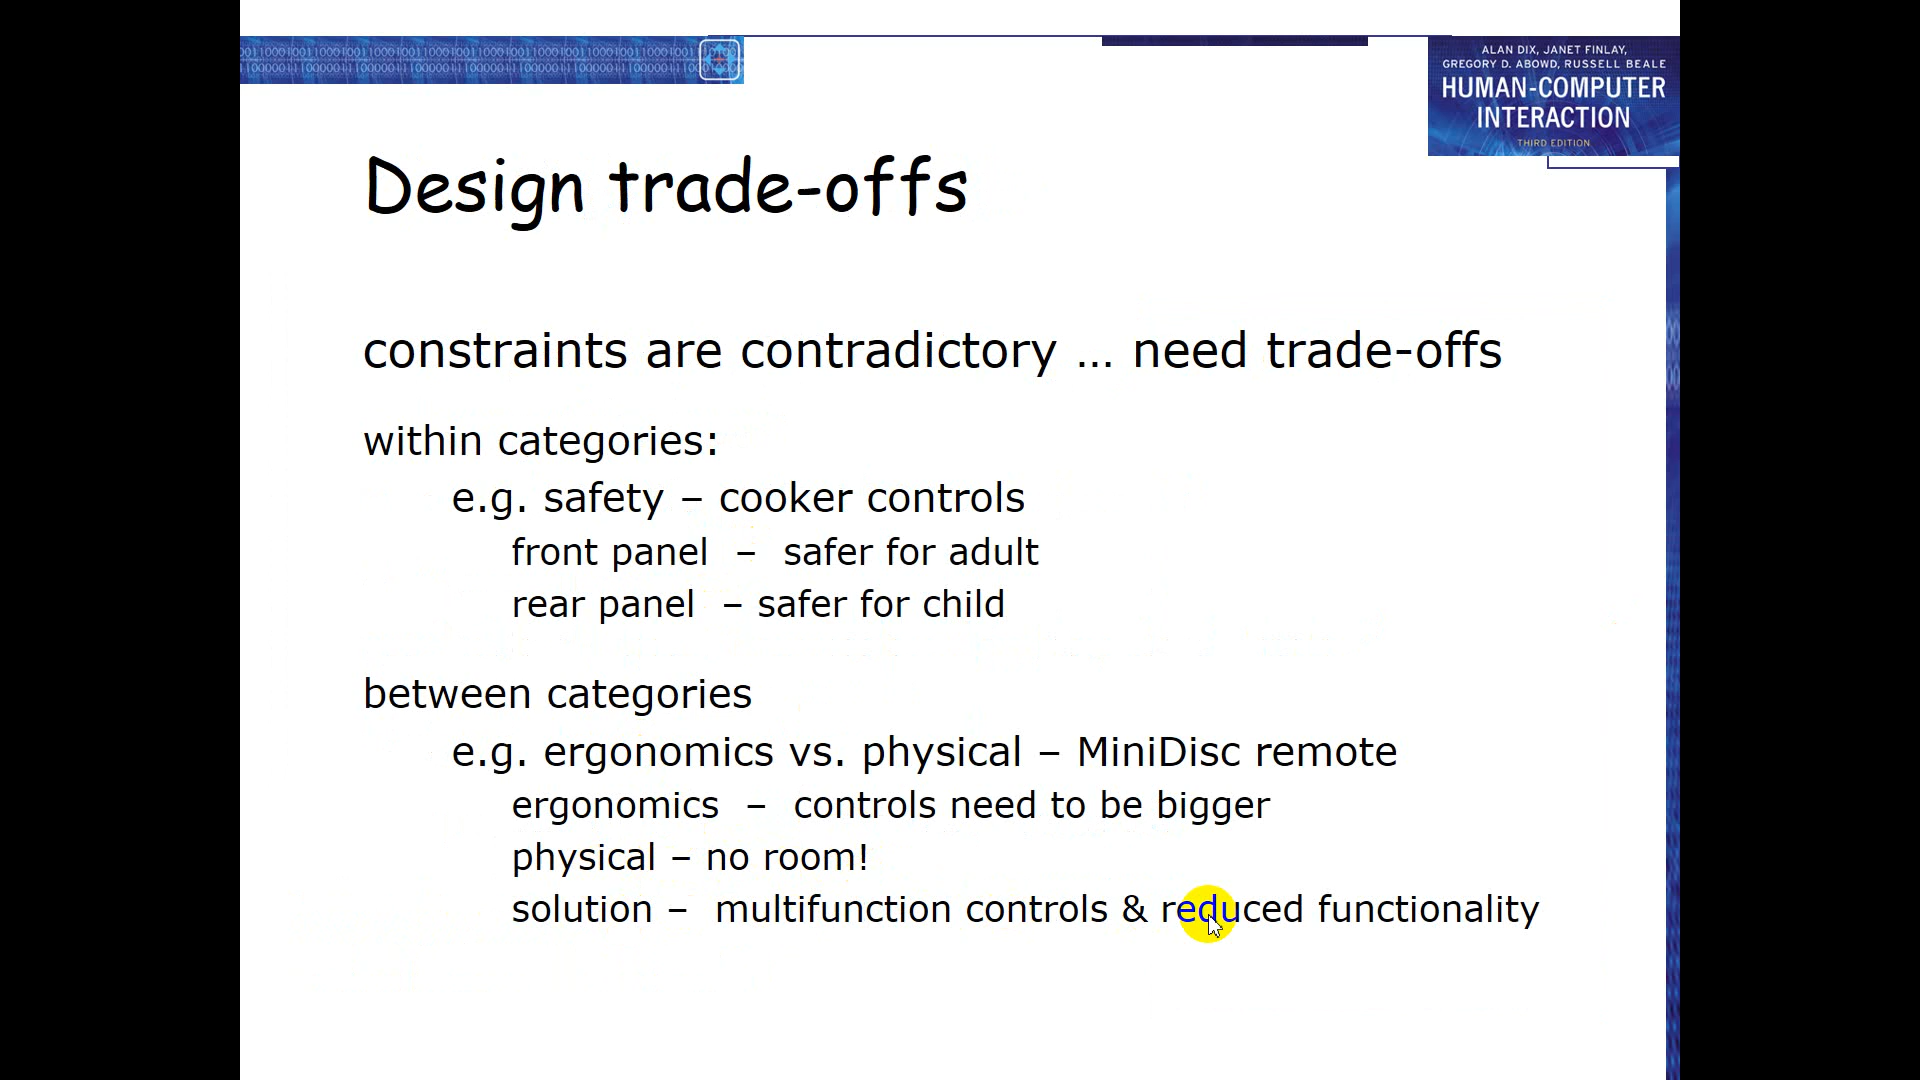 ALAN DIX, JANET FINLAY,
GREGORY D. ABOWD, RUSSELL BEALE
HUMAN-COMPUTER
INTERACTION
THIRD EDITION
Design trade-offs
constraints are contradictory … need trade-offs
within categories:
e.g. safety – cooker controls
front panel – safer for adult
rear panel – safer for child
between categories
e.g. ergonomics vs. physical – MiniDisc remote
ergonomics – controls need to be bigger
physical – no room!
solution – multifunction controls & reduced functionality